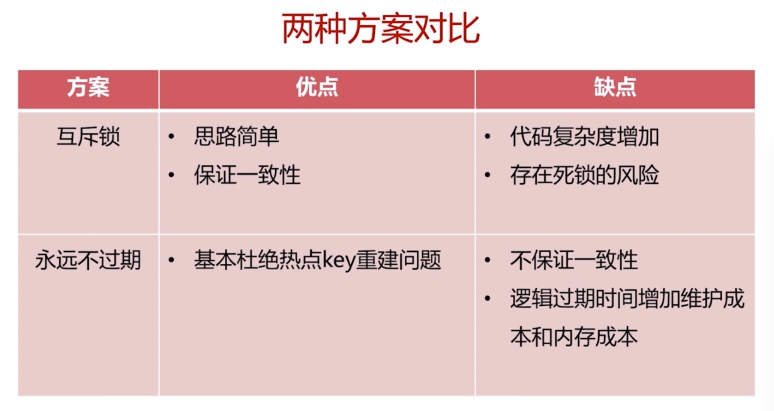 两种方案对比
方案 优点 缺点
互斥锁
• 思路简单
• 保证一致性
• 代码复杂度增加
• 存在死锁的风险
永远不过期
• 基本杜绝热点key重建问题
• 不保证一致性
• 逻辑过期时间增加维护成
本和内存成本